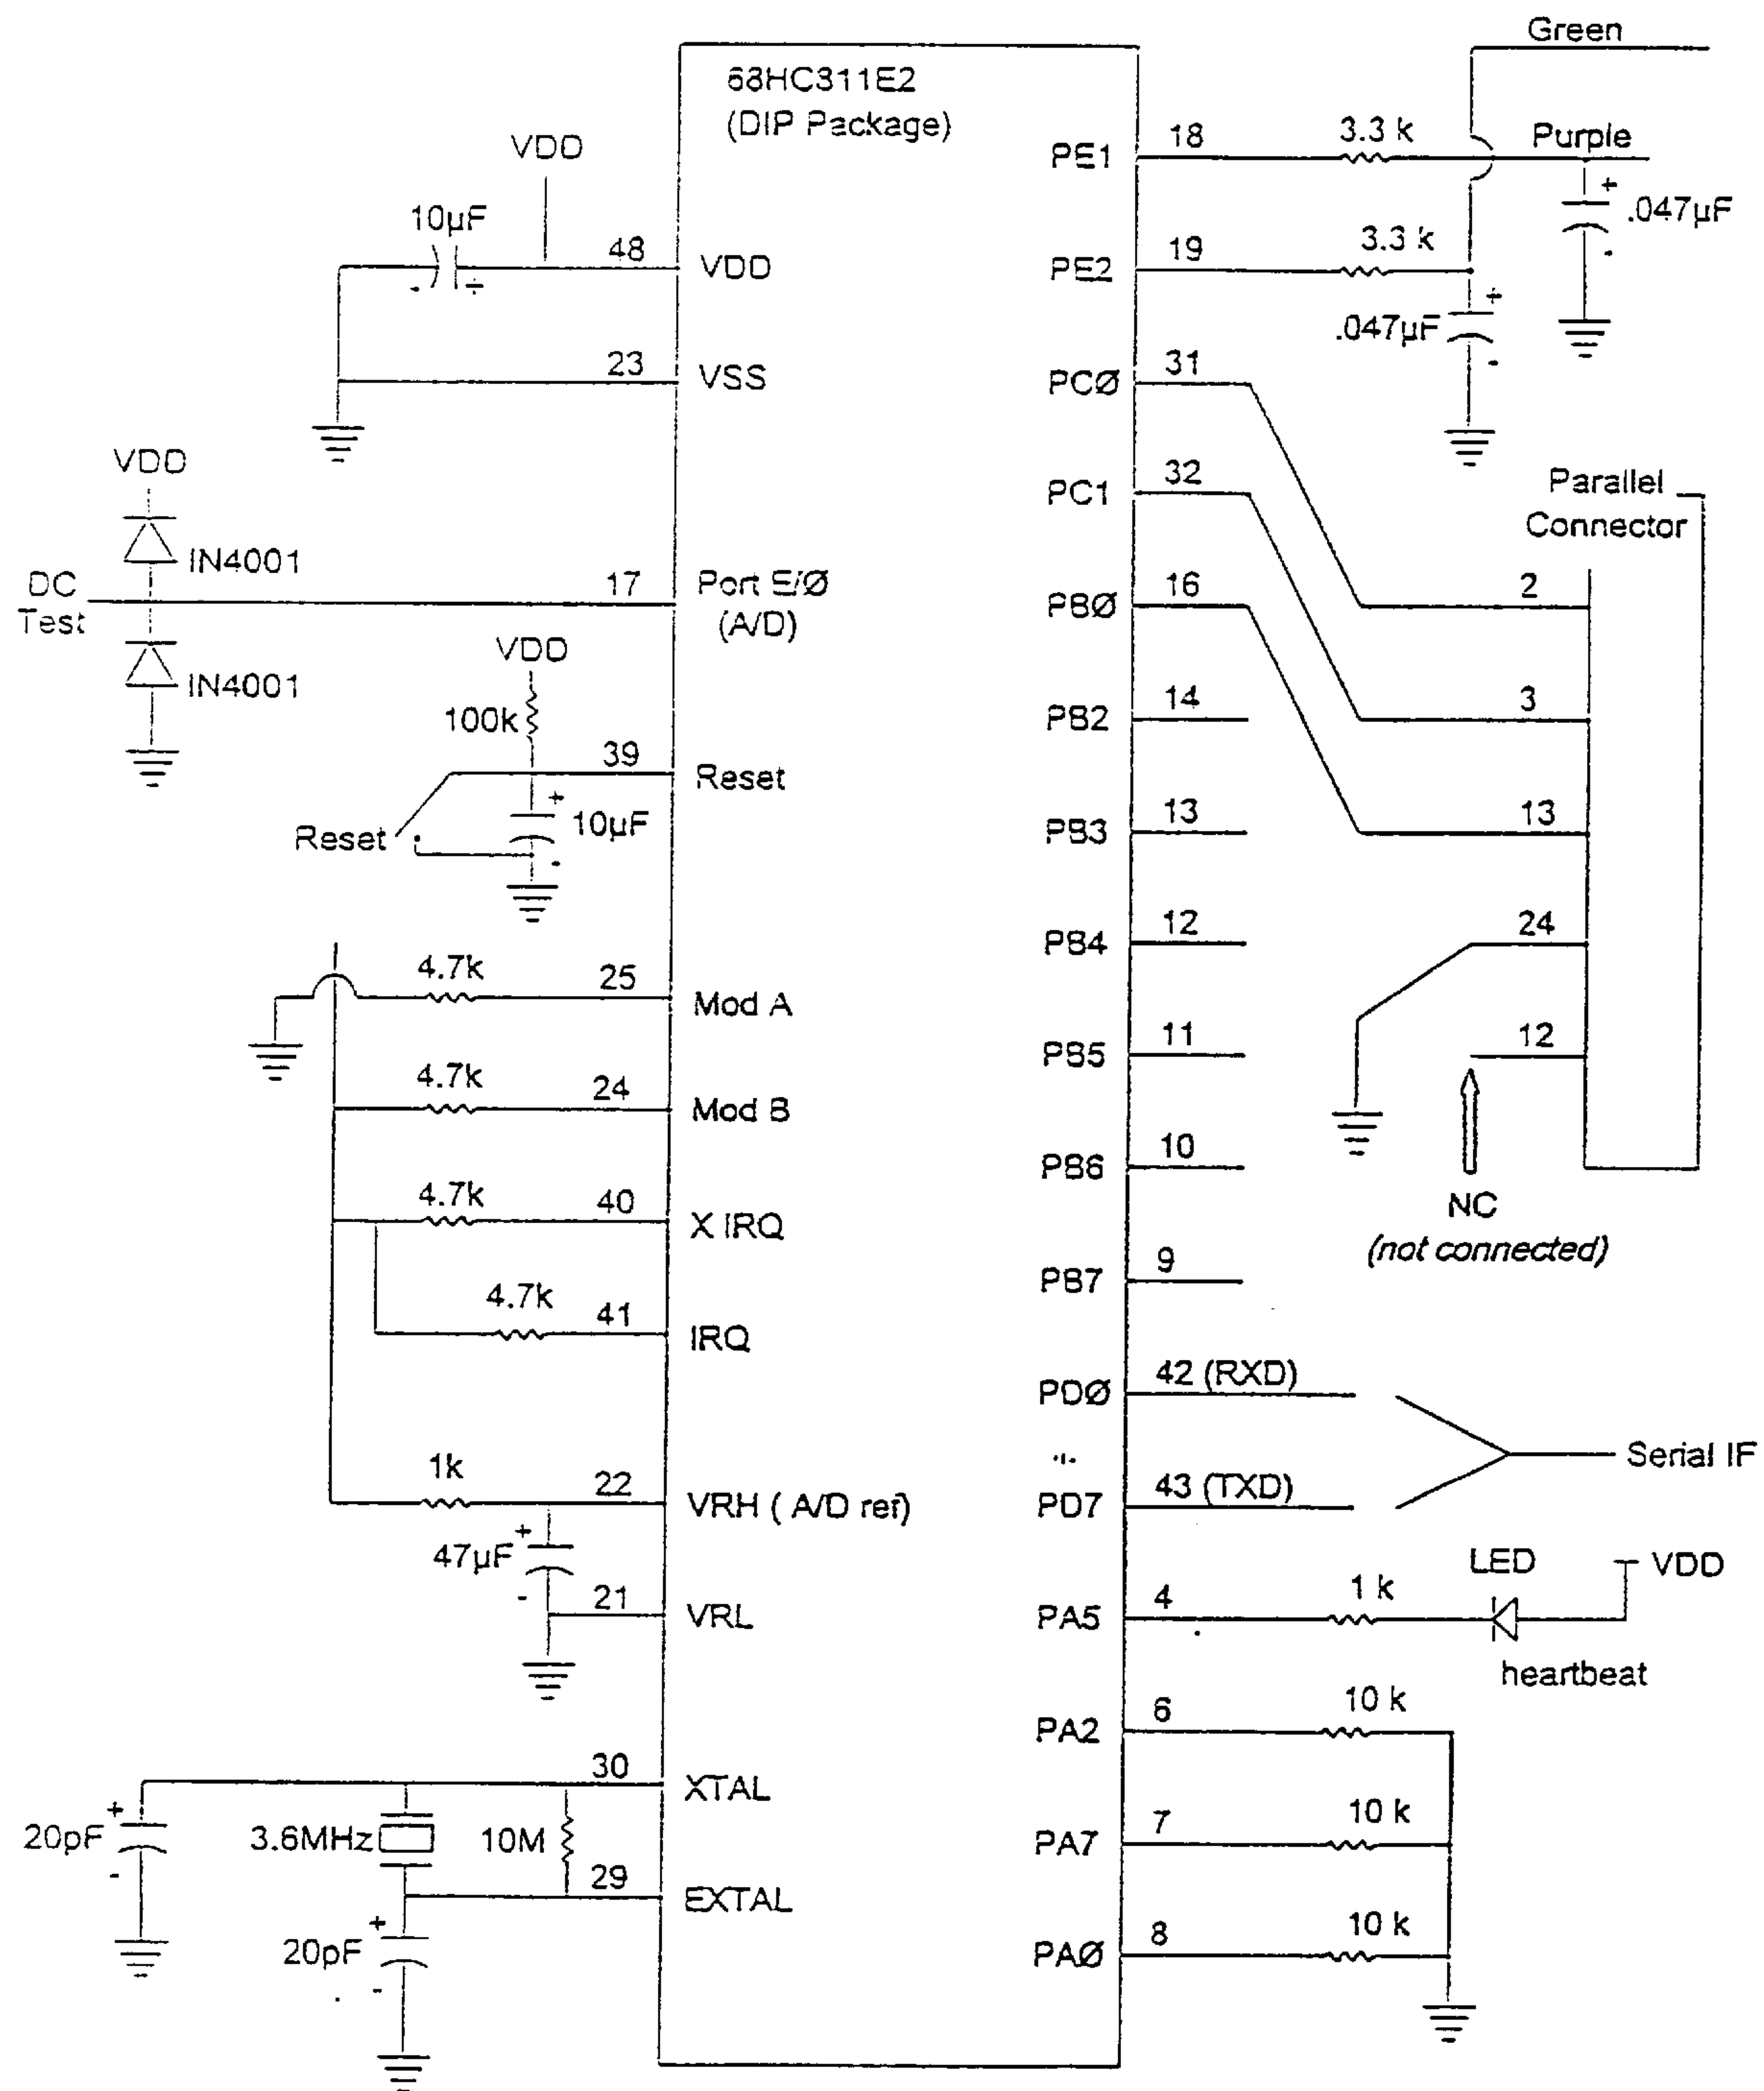 Green
68HC311E2
(DIP Package)
VDD
PE1
18
3.3 k
Purple
+
.047µF
-
10µF
- +
48
VDD
PE2
19
3.3 k
+
.047µF
-
23
VSS
PCØ
31
VDD
IN4001
PC1
32
Parallel
Connector
DC
Test
17
Port E/Ø
(A/D)
PBØ
16
2
IN4001
VDD
100k
PB2
14
3
39
Reset
Reset
+
10µF
-
PB3
13
13
PB4
12
24
4.7k
25
Mod A
PB5
11
12
4.7k
24
Mod B
PB6
10
NC
(not connected)
4.7k
40
X IRQ
PB7
9
4.7k
41
IRQ
PDØ
42 (RXD)
Serial IF
1k
22
VRH ( A/D ref)
PD7
43 (TXD)
+
47µF
-
21
VRL
PA5
4
1 k
LED
VDD
heartbeat
PA2
6
10 k
30
XTAL
+
20pF
-
3.6MHz
10M
PA7
7
10 k
29
EXTAL
+
20pF
-
PAØ
8
10 k